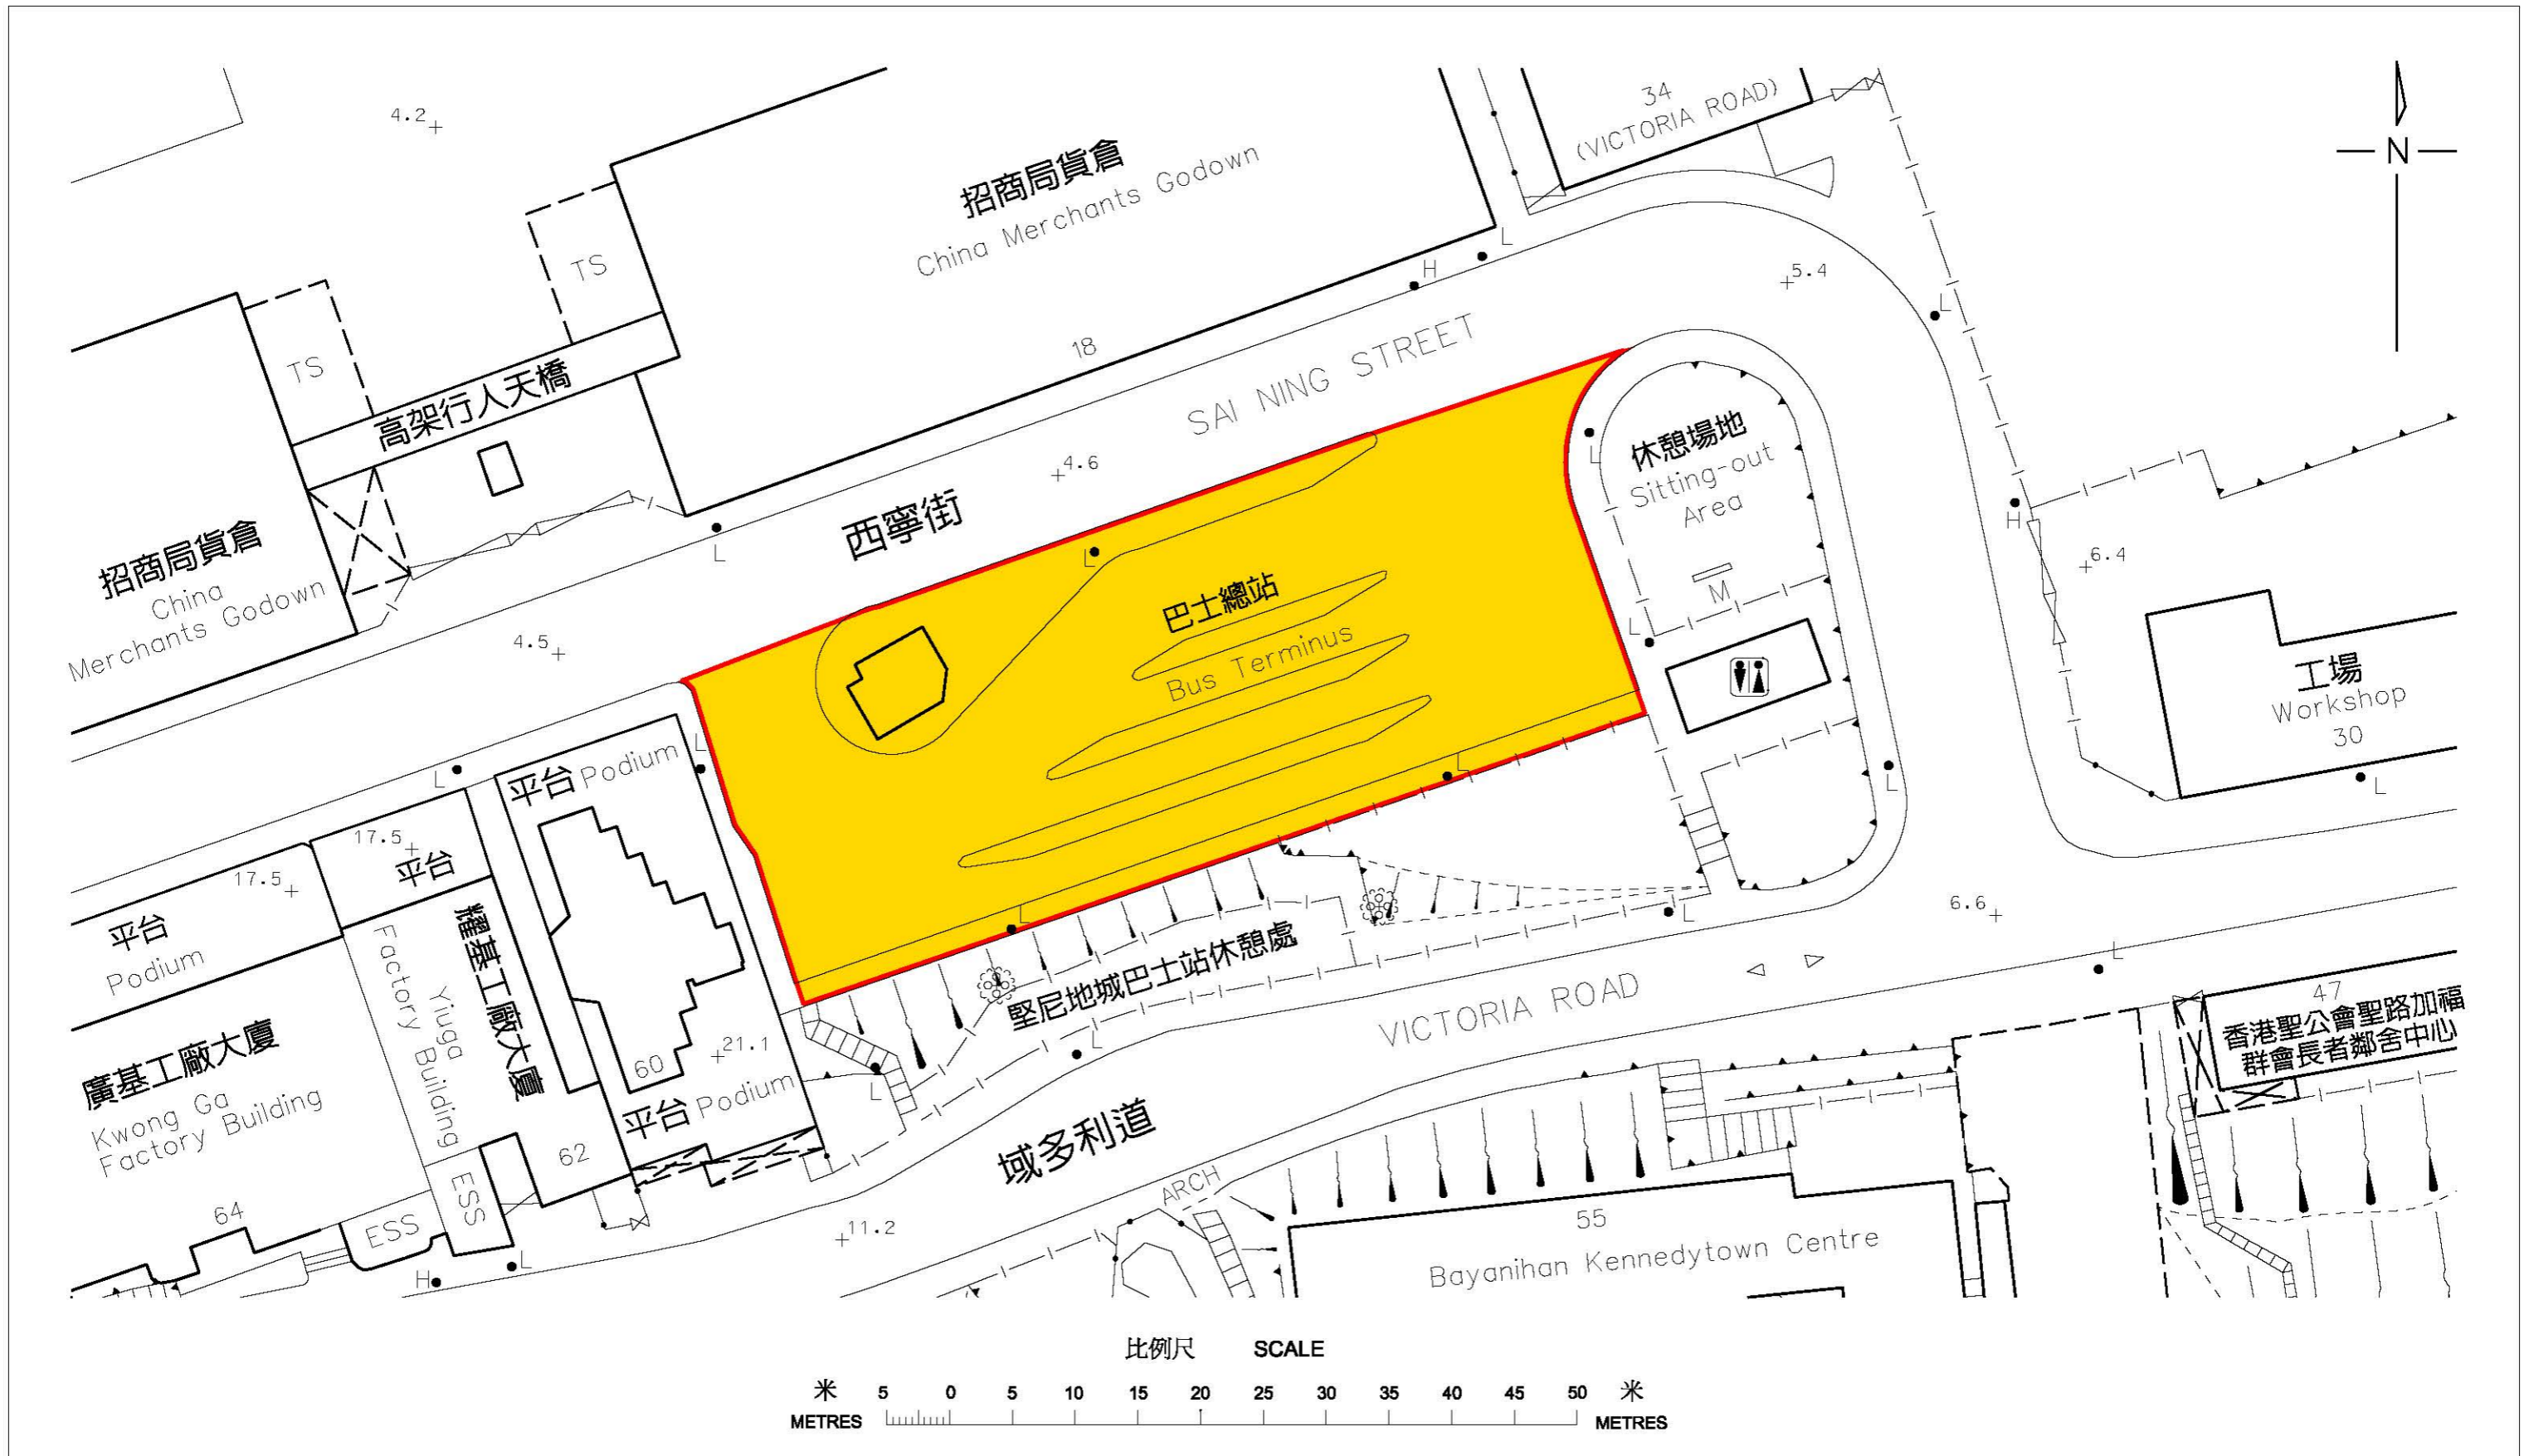 4.2
34
(VICTORIA ROAD)
N
招商局貨倉
China Merchants Godown
TS
TS
H
L
5.4
L
18
SAI NING STREET
高架行人天橋
休憩場地
Sitting-out
Area
L
4.6
西寧街
L
L
H
6.4
招商局貨倉
China
Merchants Godown
4.5
巴士總站
Bus Terminus
M
L
工場
Workshop
30
L
L
L
L
L
平台 Podium
17.5
平台
17.5
平台
Podium
耀基工廠大廈
Yiuga
Factory Building
L
L
6.6
L
堅尼地城巴士站休憩處
VICTORIA ROAD
47
香港聖公會聖路加福
群會長者鄰舍中心
廣基工廠大廈
Kwong Ga
Factory Building
60
21.1
平台 Podium
L
L
域多利道
62
ESS
ESS
64
H
L
11.2
ARCH
55
Bayanihan Kennedytown Centre
比例尺 SCALE
米 5 0 5 10 15 20 25 30 35 40 45 50 米
METRES METRES